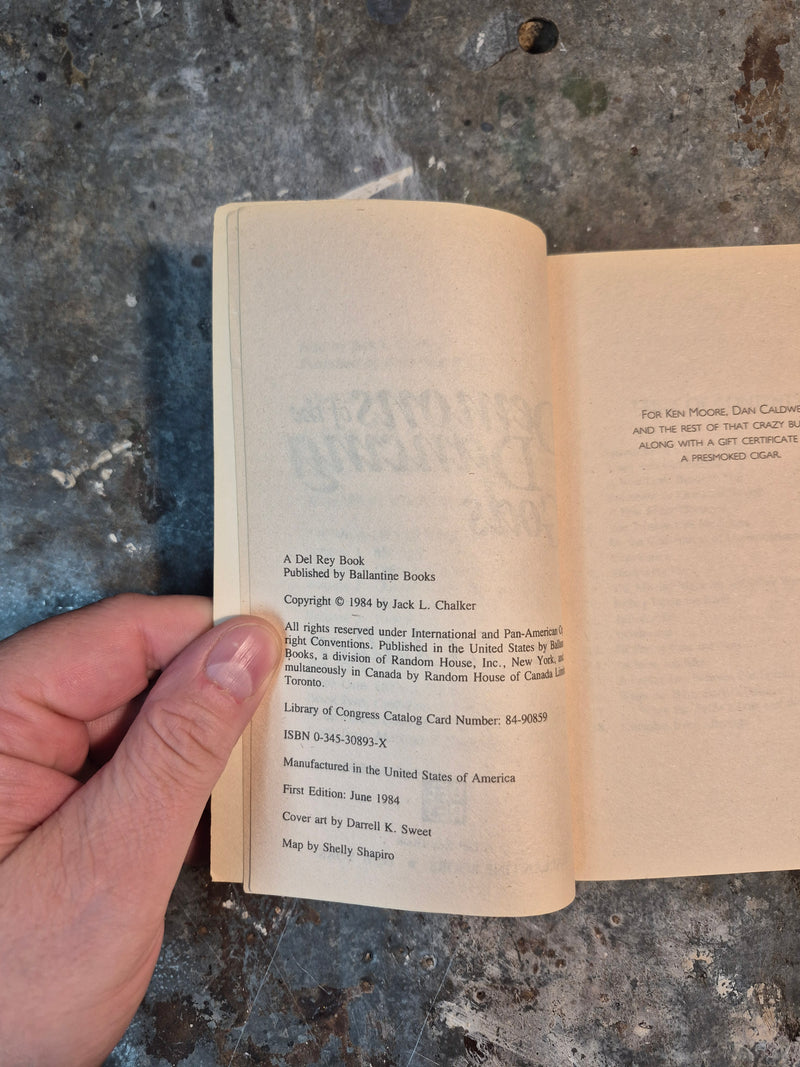 A Del Rey Book
Published by Ballantine Books
Copyright © 1984 by Jack L. Chalker
All rights reserved under International and Pan-American
right Conventions. Published in the United States by
Books, a division of Random House, Inc., New York,
multaneously in Canada by Random House of Canada
Toronto.
Library of Congress Catalog Card Number: 84-90859
ISBN 0-345-30893-X
Manufactured in the United States of America
First Edition: June 1984
Cover art by Darrell K. Sweet
Map by Shelly Shapiro
FOR KEN MOORE, DAN
AND THE REST OF THAT CRAZY
ALONG WITH A GIFT CERTIFICATE
A PRESMOKED CIGAR.